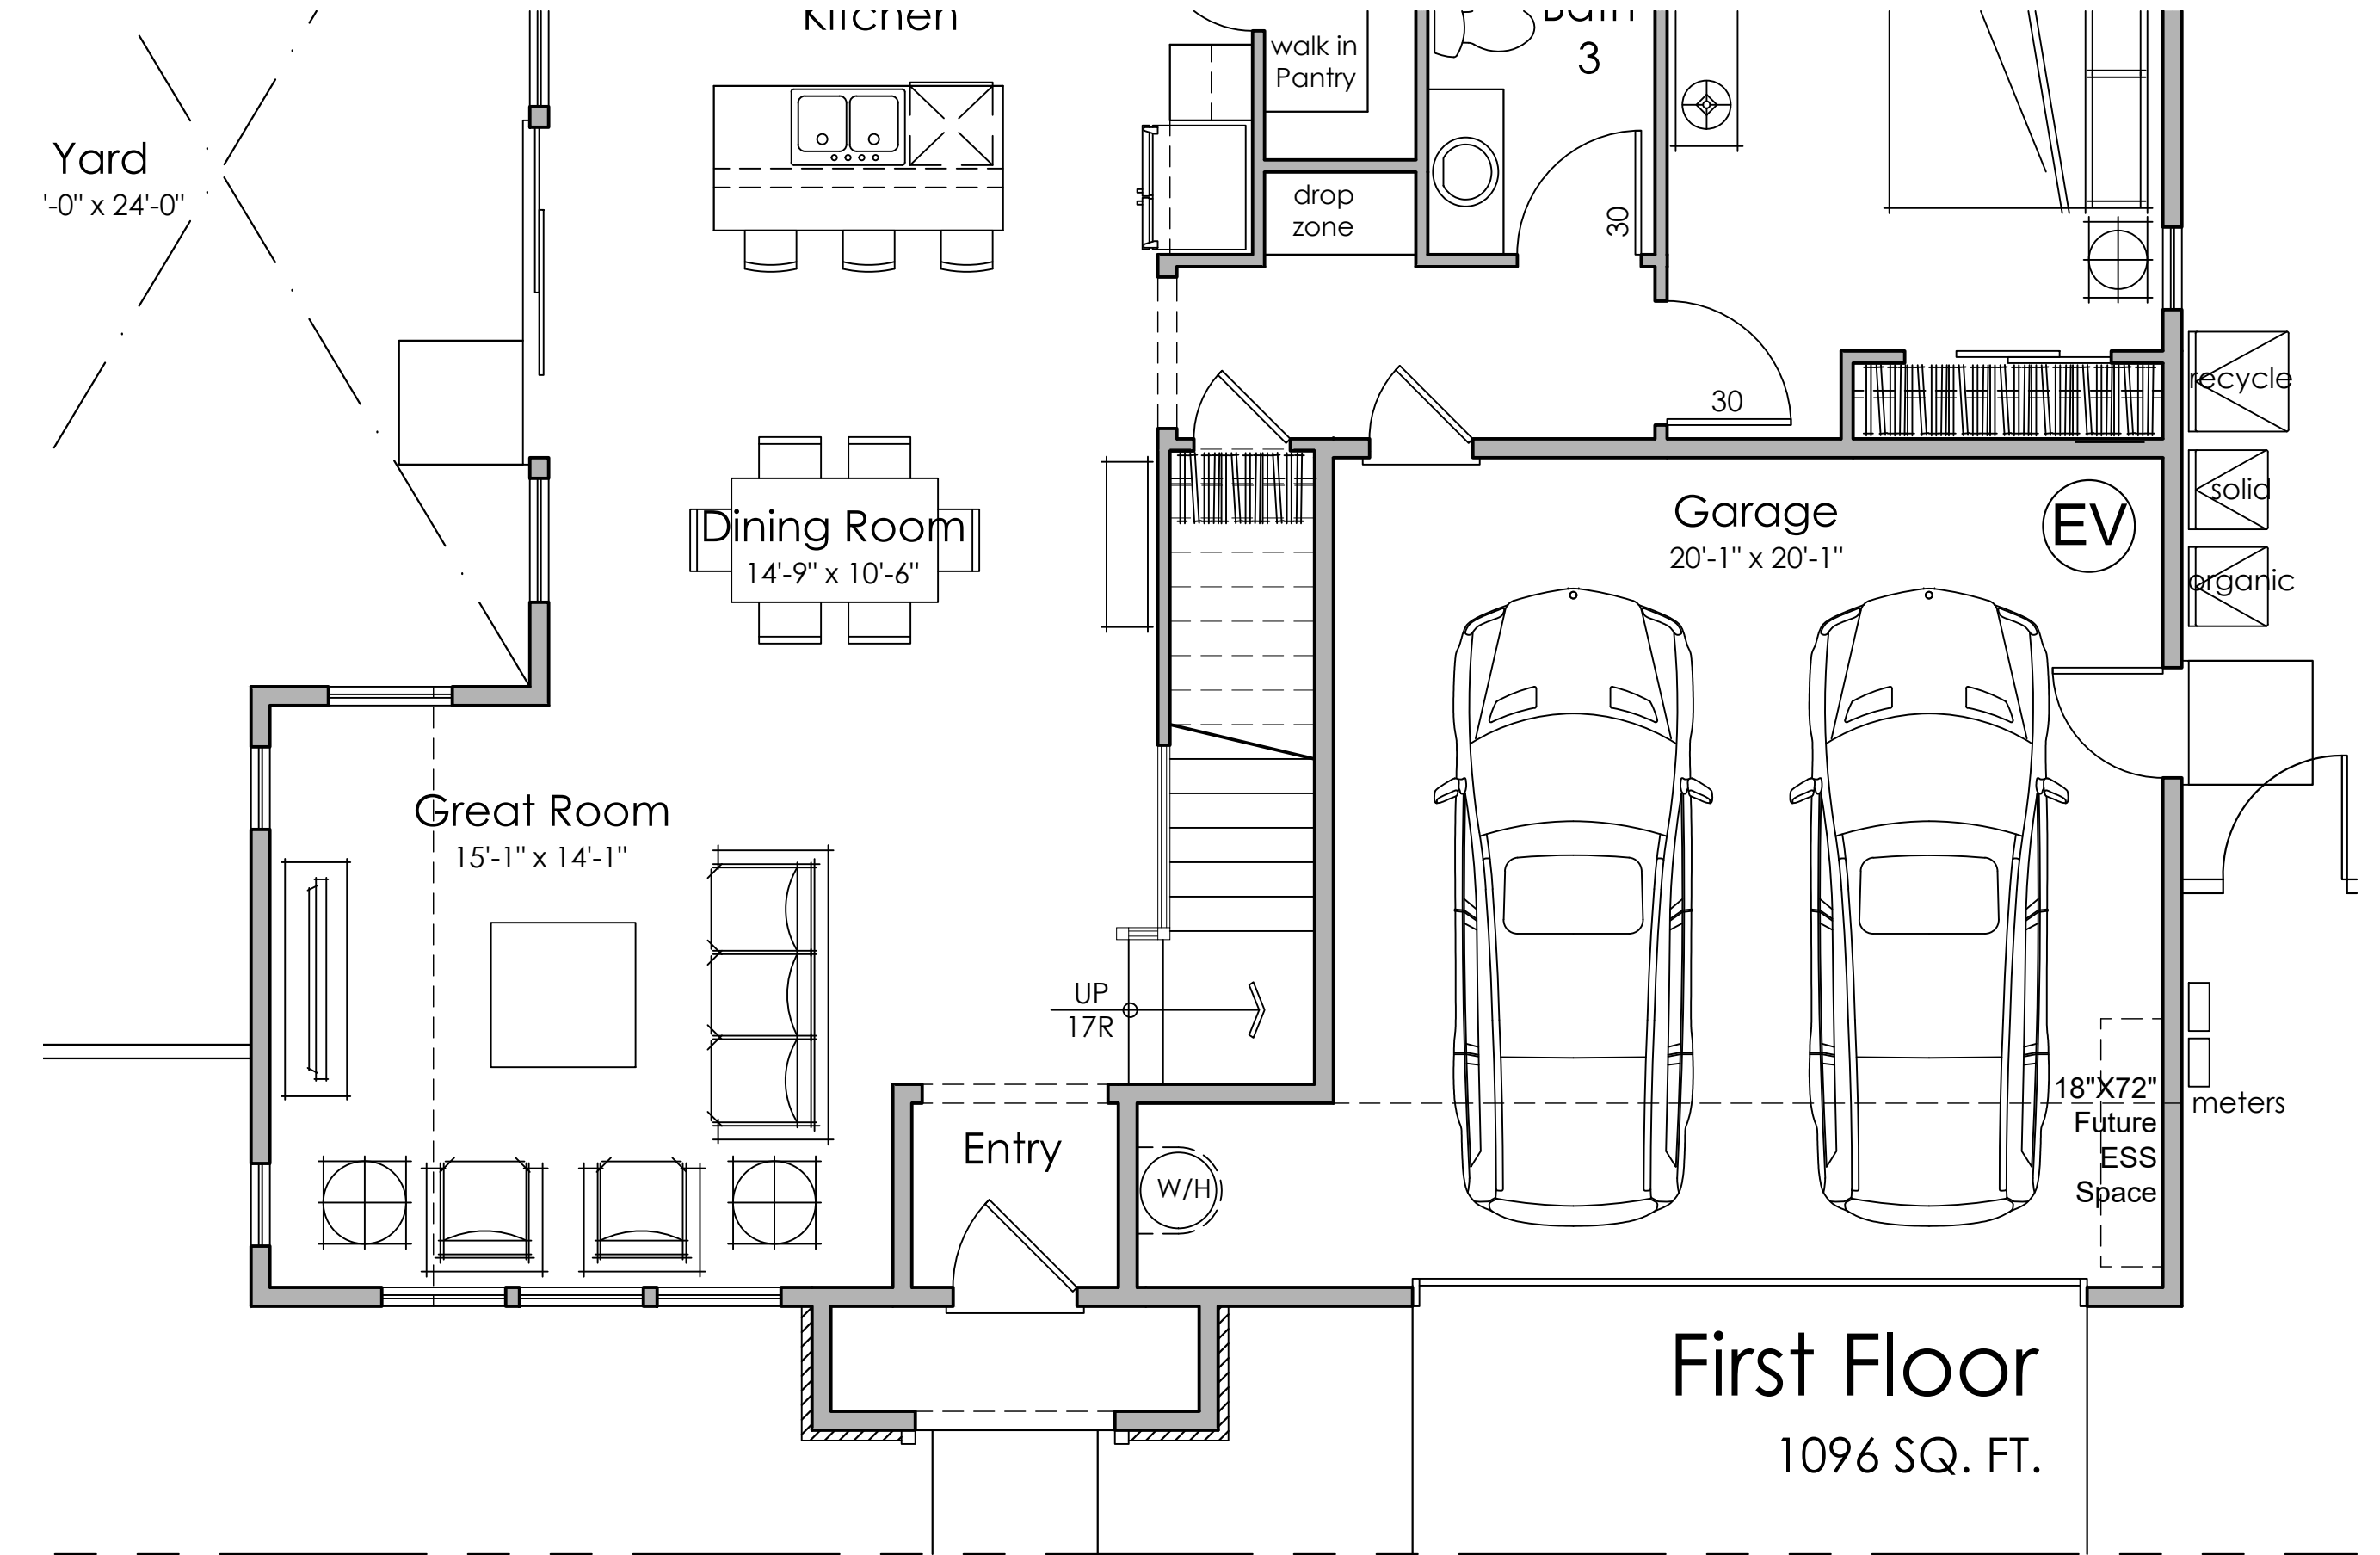 Kitchen
Bath
3
walk in
Pantry
Yard
'-0" x 24'-0"
drop
zone
30
30
recycle
solid
organic
EV
Garage
20'-1" x 20'-1"
Dining Room
14'-9" x 10'-6"
Great Room
15'-1" x 14'-1"
UP
17R
18"X72"
Future
ESS
Space
meters
Entry
W/H
First Floor
1096 SQ. FT.